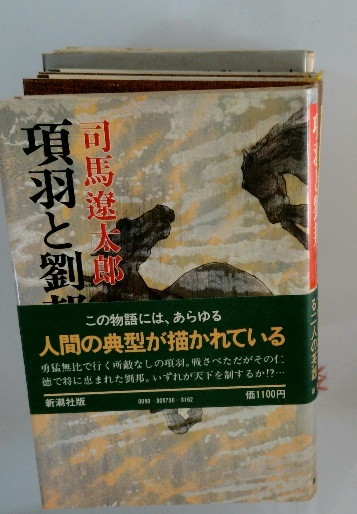 司馬遼太郎
項羽と劉邦
この物語には、あらゆる
人間の典型が描かれている
勇猛無比で行く所敵なしの項羽。戦さべただがその仁
徳で特に恵まれた劉邦。いずれが天下を制するか!?…
新潮社版
価1100円